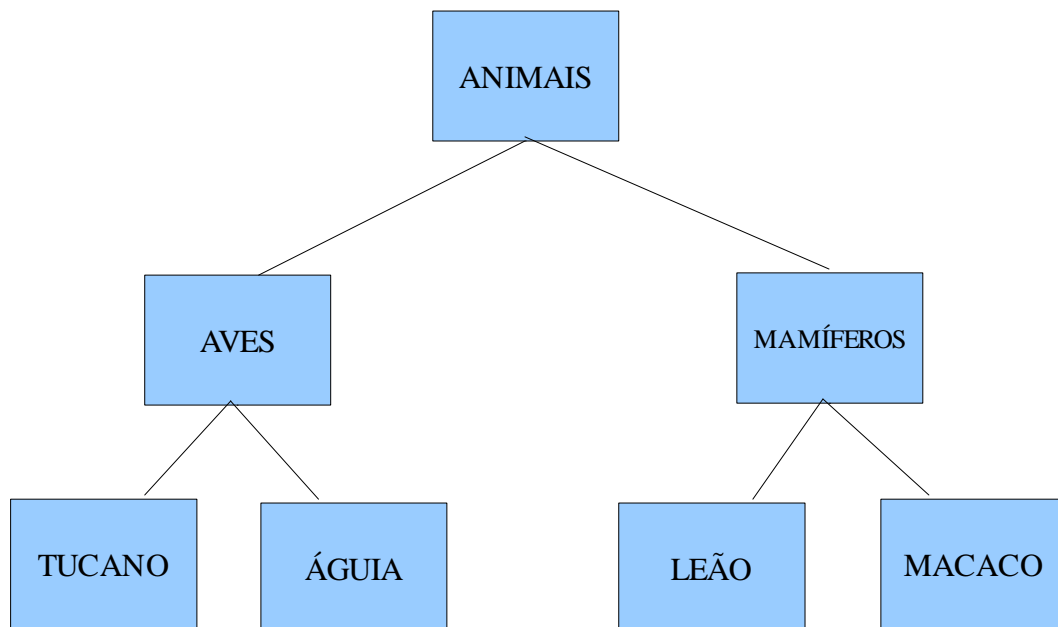 ANIMAIS
AVES
MAMÍFEROS
TUCANO
ÁGUIA
LEÃO
MACACO